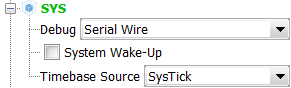 SYS
Debug Serial Wire
System Wake-Up
Timebase Source SysTick